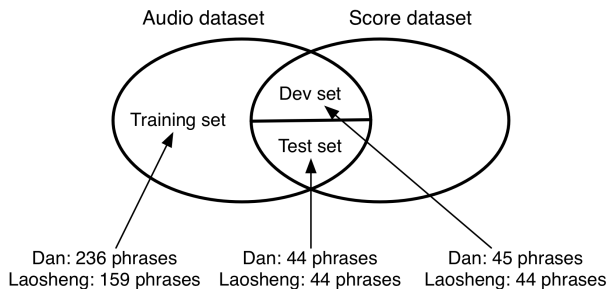 Audio dataset
Score dataset
Dev set
Training set
Test set
Dan: 236 phrases
Laosheng: 159 phrases
Dan: 44 phrases
Laosheng: 44 phrases
Dan: 45 phrases
Laosheng: 44 phrases